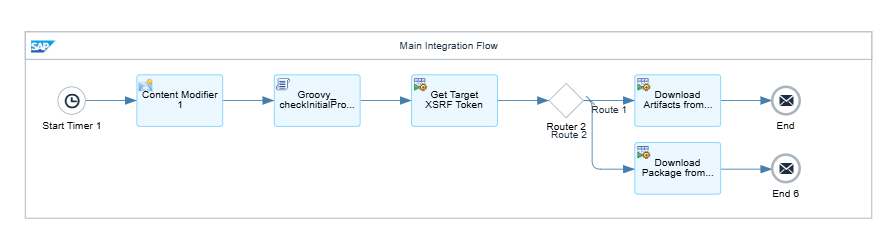 SAP
Main Integration Flow
Content Modifier
1
Groovy_
checkInitialPro...
Get Target
XSRF Token
Download
Artifacts from...
Start Timer 1
Router 2
Route 1
Route 2
End
Download
Package from...
End 6